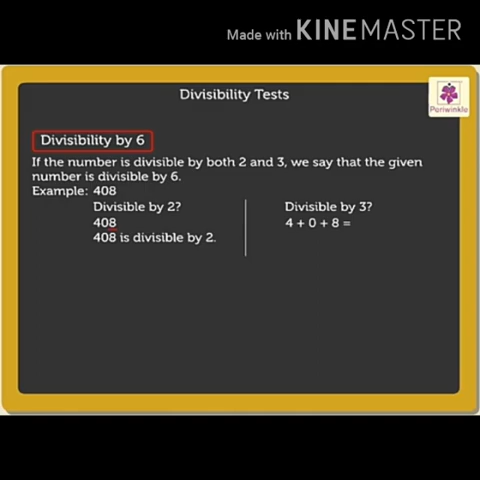 Made with KINEMASTER
Divisibility Tests
Periwinkle
Divisibility by 6
If the number is divisible by both 2 and 3, we say that the given
number is divisible by 6.
Example: 408
Divisible by 2?
408
408 is divisible by 2.
Divisible by 3?
4 + 0 + 8 =